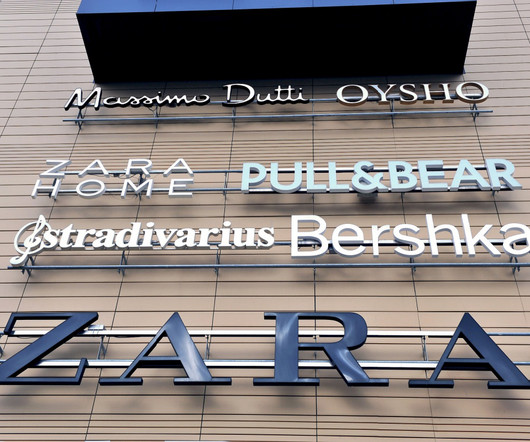 Massimo Dutti OYSHO
ZARA
HOME
PULL&BEAR
stradivarius Bershka
ZARA